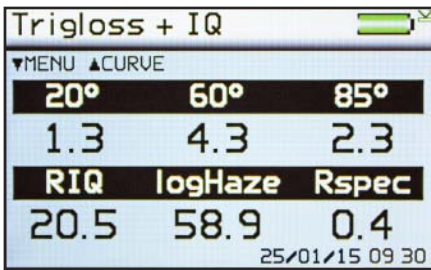 Trigloss + IQ
▼MENU ▲CURVE
20° 60° 85°
1.3 4.3 2.3
RIQ logHaze Rspec
20.5 58.9 0.4
25/01/15 09 30